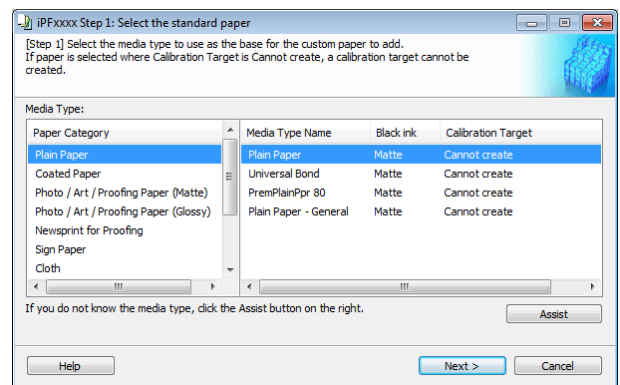 iPFxxxx Step 1: Select the standard paper
[Step 1] Select the media type to use as the base for the custom paper to add.
If paper is selected where Calibration Target is Cannot create, a calibration target cannot be
created.
Media Type:
Paper Category
Plain Paper
Coated Paper
Photo / Art / Proofing Paper (Matte)
Photo / Art / Proofing Paper (Glossy)
Newsprint for Proofing
Sign Paper
Cloth
Media Type Name Black ink Calibration Target
Plain Paper Matte Cannot create
Universal Bond Matte Cannot create
PremPlainPpr 80 Matte Cannot create
Plain Paper - General Matte Cannot create
If you do not know the media type, click the Assist button on the right.
Assist
Help Next > Cancel